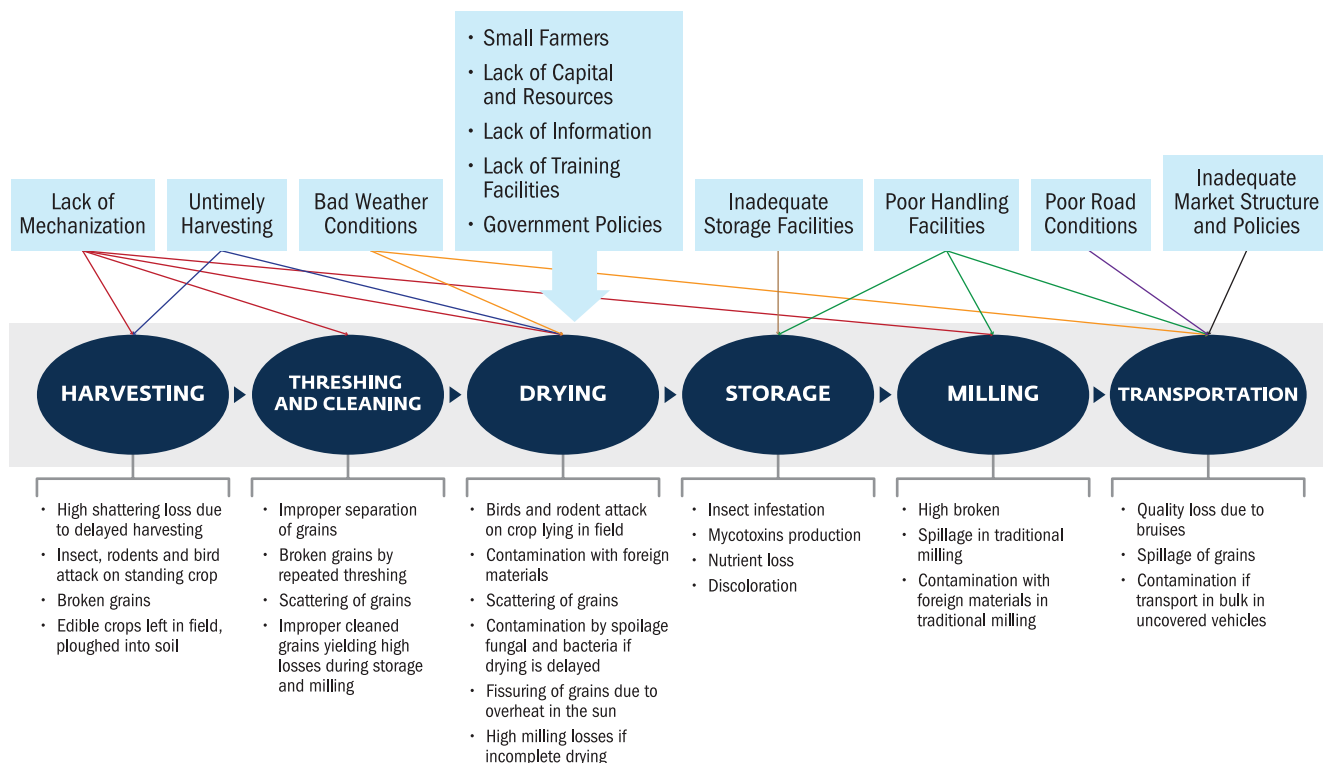 • Small Farmers
• Lack of Capital
and Resources
• Lack of Information
• Lack of Training
Facilities
• Government Policies
Lack of
Mechanization
Untimely
Harvesting
Bad Weather
Conditions
Inadequate
Storage Facilities
Poor Handling
Facilities
Poor Road
Conditions
Inadequate
Market Structure
and Policies
HARVESTING
THRESHING
AND CLEANING
DRYING
STORAGE
MILLING
TRANSPORTATION
• High shattering loss due
to delayed harvesting
• Insect, rodents and bird
attack on standing crop
• Broken grains
• Edible crops left in field,
ploughed into soil
• Improper separation
of grains
• Broken grains by
repeated threshing
• Scattering of grains
• Improper cleaned
grains yielding high
losses during storage
and milling
• Birds and rodent attack
on crop lying in field
• Contamination with foreign
materials
• Scattering of grains
• Contamination by spoilage
fungal and bacteria if
drying is delayed
• Fissuring of grains due to
overheat in the sun
• High milling losses if
incomplete drying
• Insect infestation
• Mycotoxins production
• Nutrient loss
• Discoloration
• High broken
• Spillage in traditional
milling
• Contamination with
foreign materials in
traditional milling
• Quality loss due to
bruises
• Spillage of grains
• Contamination if
transport in bulk in
uncovered vehicles